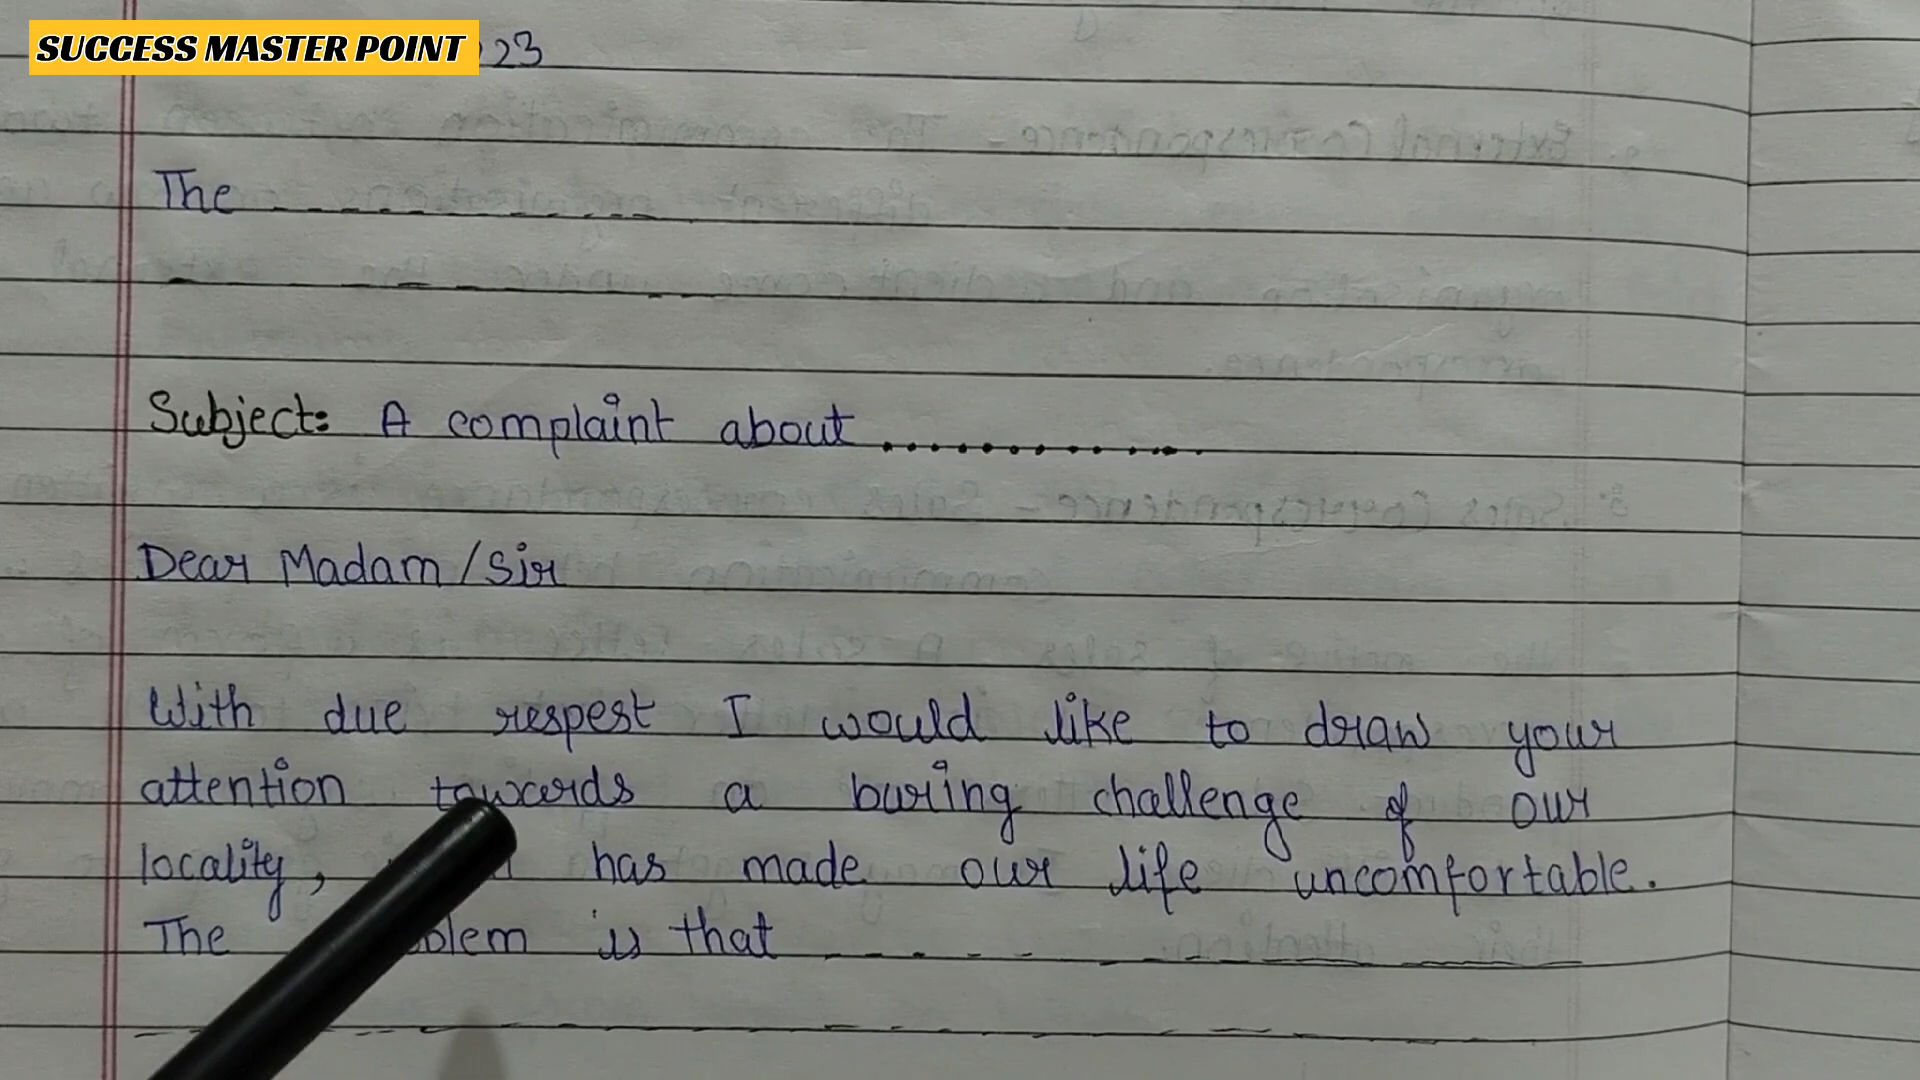 SUCCESS MASTER POINT 23
The
Subject: A complaint about ..............
Dear Madam/Sir
With due respest I would like to draw your
attention towards a buring challenge of our
locality, has made our life uncomfortable.
The is that